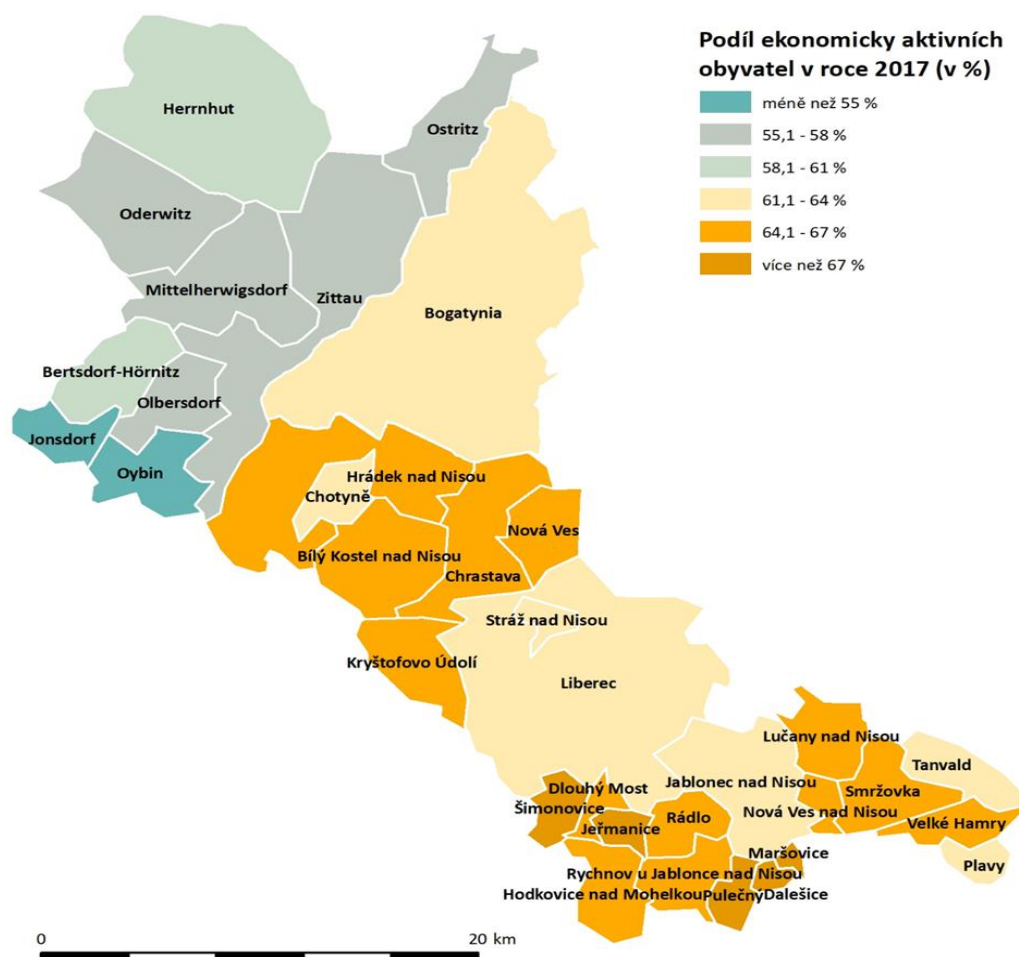 Podíl ekonomicky aktivních
obyvatel v roce 2017 (v %)
méně než 55 %
55,1 - 58 %
58,1 - 61 %
61,1 - 64 %
64,1 - 67 %
více než 67 %
Herrnhut
Ostritz
Oderwitz
Mittelherwigsdorf
Zittau
Bogatynia
Bertsdorf-Hörnitz
Olbersdorf
Jonsdorf
Oybin
Hrádek nad Nisou
Chotyně
Nová Ves
Bílý Kostel nad Nisou
Chrastava
Stráž nad Nisou
Kryštofovo Údolí
Liberec
Lučany nad Nisou
Tanvald
Jablonec nad Nisou
Dlouhý Most
Smržovka
Šimonovice
Nová Ves nad Nisou
Rádlo
Jeřmanice
Velké Hamry
Maršovice
Plavy
Rychnov u Jablonce nad Nisou
Hodkovice nad Mohelkou
Pulečný
Dalešice
0
20 km